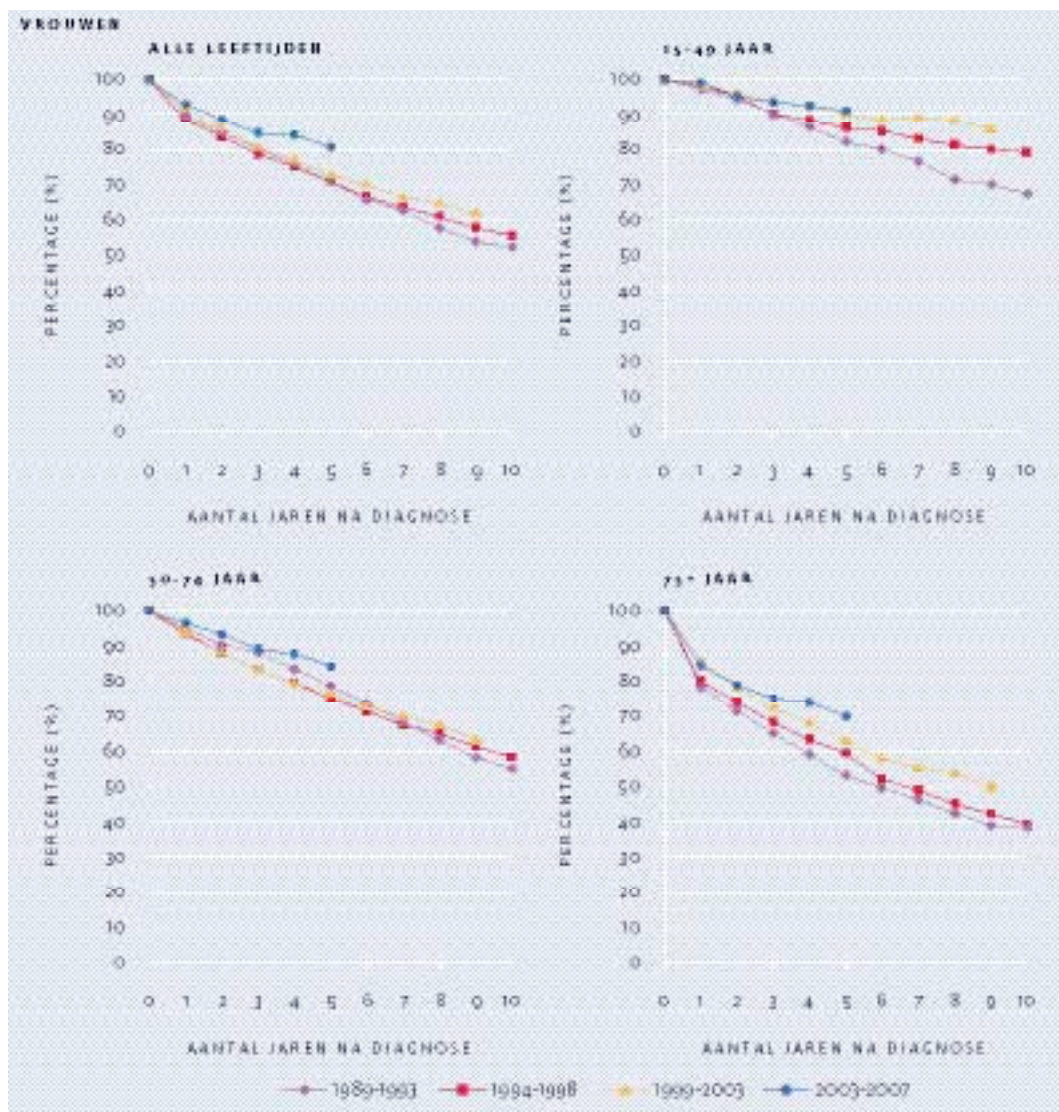 VROUWEN
ALLE LEEFTIJDEN
PERCENTAGE (%)
100
90
80
70
60
50
40
30
20
10
0
0 1 2 3 4 5 6 7 8 9 10
AANTAL JAREN NA DIAGNOSE
15-49 JAAR
PERCENTAGE (%)
100
90
80
70
60
50
40
30
20
10
0
0 1 2 3 4 5 6 7 8 9 10
AANTAL JAREN NA DIAGNOSE
50-74 JAAR
PERCENTAGE (%)
100
90
80
70
60
50
40
30
20
10
0
0 1 2 3 4 5 6 7 8 9 10
AANTAL JAREN NA DIAGNOSE
75+ JAAR
PERCENTAGE (%)
100
90
80
70
60
50
40
30
20
10
0
0 1 2 3 4 5 6 7 8 9 10
AANTAL JAREN NA DIAGNOSE
1989-1993 1994-1998 1999-2003 2003-2007